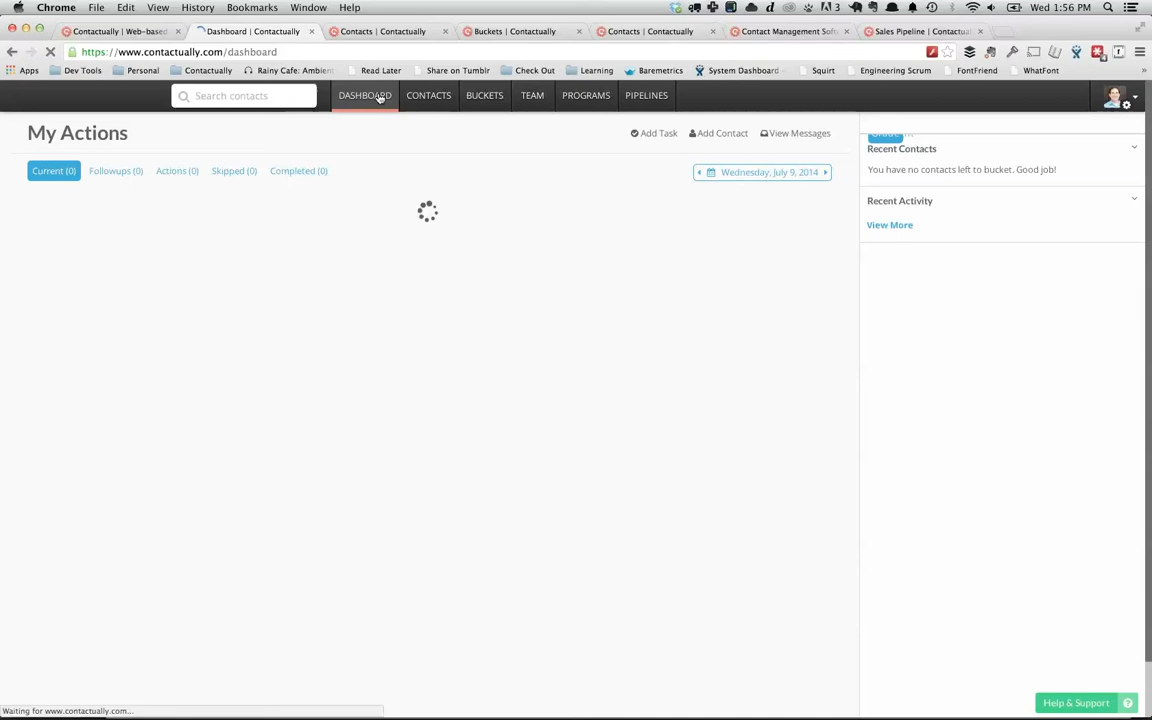 Chrome File Edit View History Bookmarks Window Help 3 Wed 1:56 PM
Contactually | Web-based Dashboard | Contactually Contacts | Contactually Buckets | Contactually Contacts | Contactually Contact Management Soft Sales Pipeline | Contactual
https://www.contactually.com/dashboard
Apps Dev Tools Personal Contactually Rainy Cafe: Ambien Read Later Share on Tumblr Check Out Learning Baremetrics System Dashboard Squirt Engineering Scrum FontFriend WhatFont
Search contacts DASHBOARD CONTACTS BUCKETS TEAM PROGRAMS PIPELINES
My Actions Add Task Add Contact View Messages
Recent Contacts
Current (0) Followups (0) Actions (0) Skipped (0) Completed (0) Wednesday, July 9, 2014
You have no contacts left to bucket. Good job!
Recent Activity
View More
Help & Support ?
Waiting for www.contactually.com...